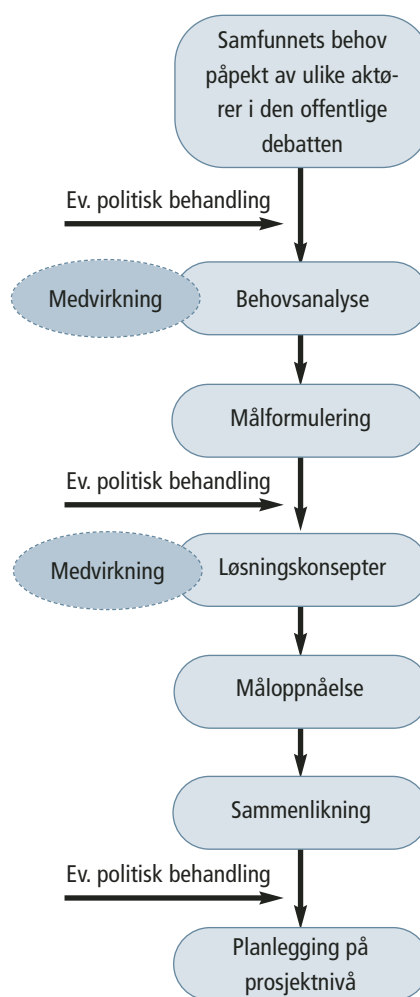 Samfunnets behov
påpekt av ulike aktø-
rer i den offentlige
debatten
Ev. politisk behandling
Medvirkning
Behovsanalyse
Målformulering
Ev. politisk behandling
Medvirkning
Løsningskonsepter
Måloppnåelse
Sammenlikning
Ev. politisk behandling
Planlegging på
prosjektnivå